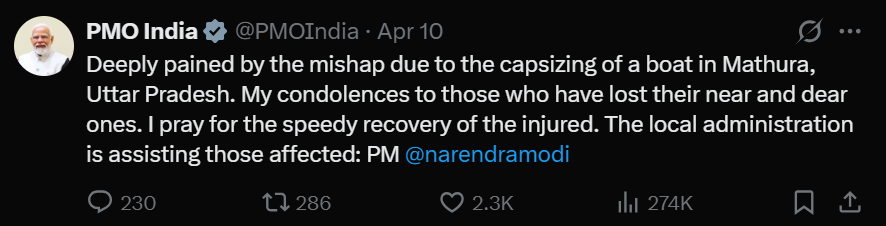 PMO India @PMOIndia · Apr 10
Deeply pained by the mishap due to the capsizing of a boat in Mathura,
Uttar Pradesh. My condolences to those who have lost their near and dear
ones. I pray for the speedy recovery of the injured. The local administration
is assisting those affected: PM @narendramodi
230 286 2.3K 274K